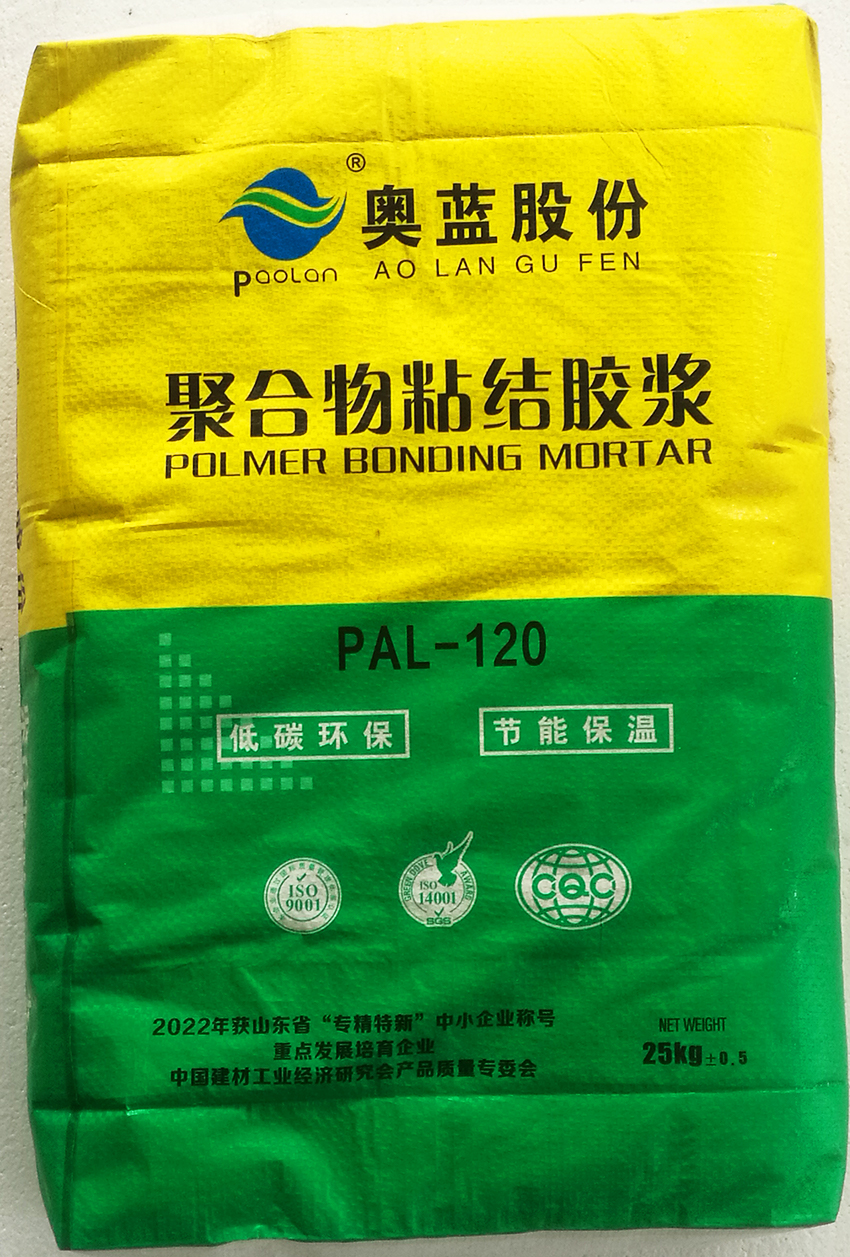 ®
奥蓝股份
PaoLan
AO LAN GU FEN
聚合物粘结胶浆
POLMER BONDING MORTAR
PAL-120
低碳环保
节能保温
ISO
9001
GREEN DOVE AWARD
ISO
14001
SGS
CQC
2022年获山东省“专精特新”中小企业称号
重点发展培育企业
中国建材工业经济研究会产品质量专委会
NET WEIGHT
25kg±0.5